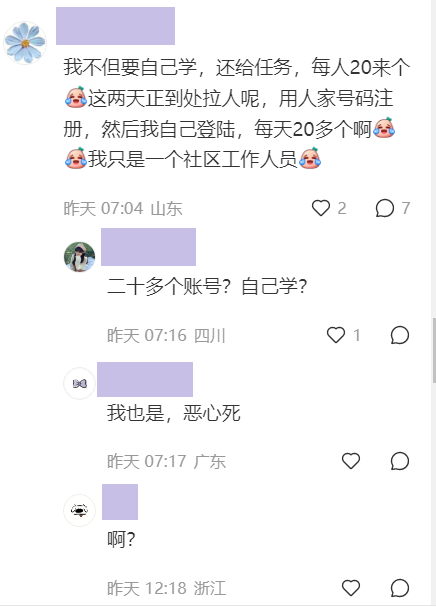 我不但要自己学，还给任务，每人20来个
😂这两天正到处拉人呢，用人家号码注
册，然后我自己登陆，每天20多个啊😂
😂我只是一个社区工作人员😂
昨天 07:04 山东 2 7
二十多个账号？自己学？
昨天 07:16 四川 1
我也是，恶心死
昨天 07:17 广东
啊？
昨天 12:18 浙江